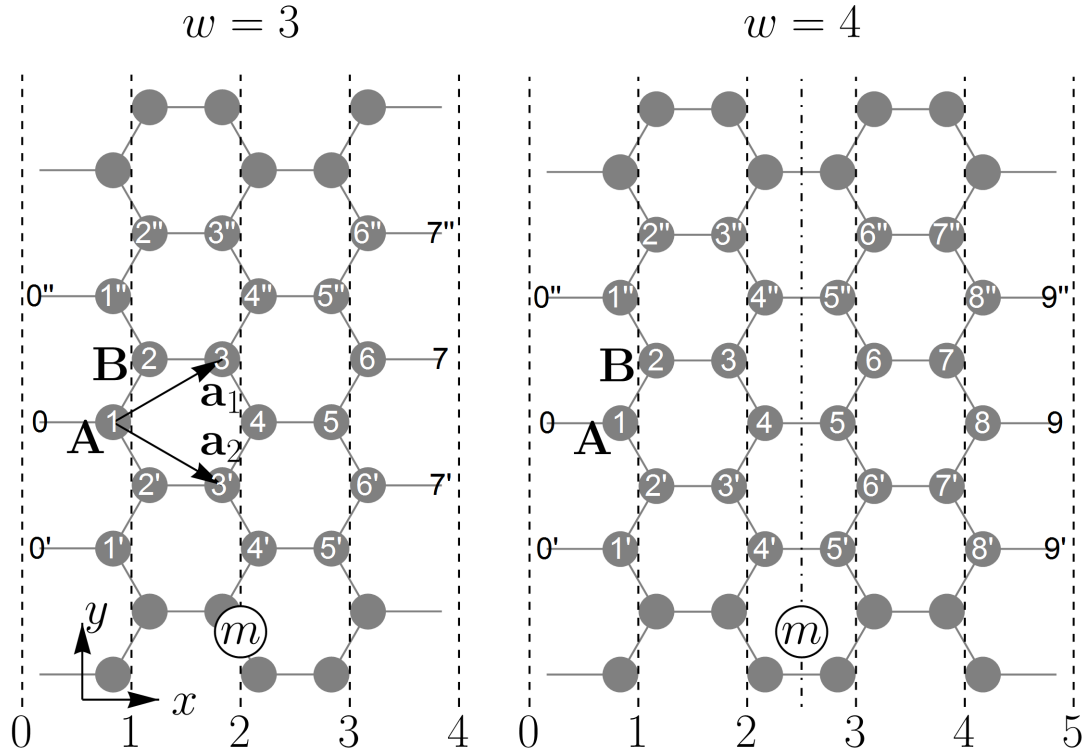 w = 3 w = 4
2" 3" 6" 7" 2" 3" 6" 7"
0" 1" 4" 5" 0" 1" 4" 5" 8" 9"
B 2 3 6 7 B 2 3 6 7
a1
0 1 4 5 0 1 4 5 8 9
A a2 A
2' 3' 6' 7' 2' 3' 6' 7'
0' 1' 4' 5' 0' 1' 4' 5' 8' 9'
y m m
x
0 1 2 3 4 0 1 2 3 4 5